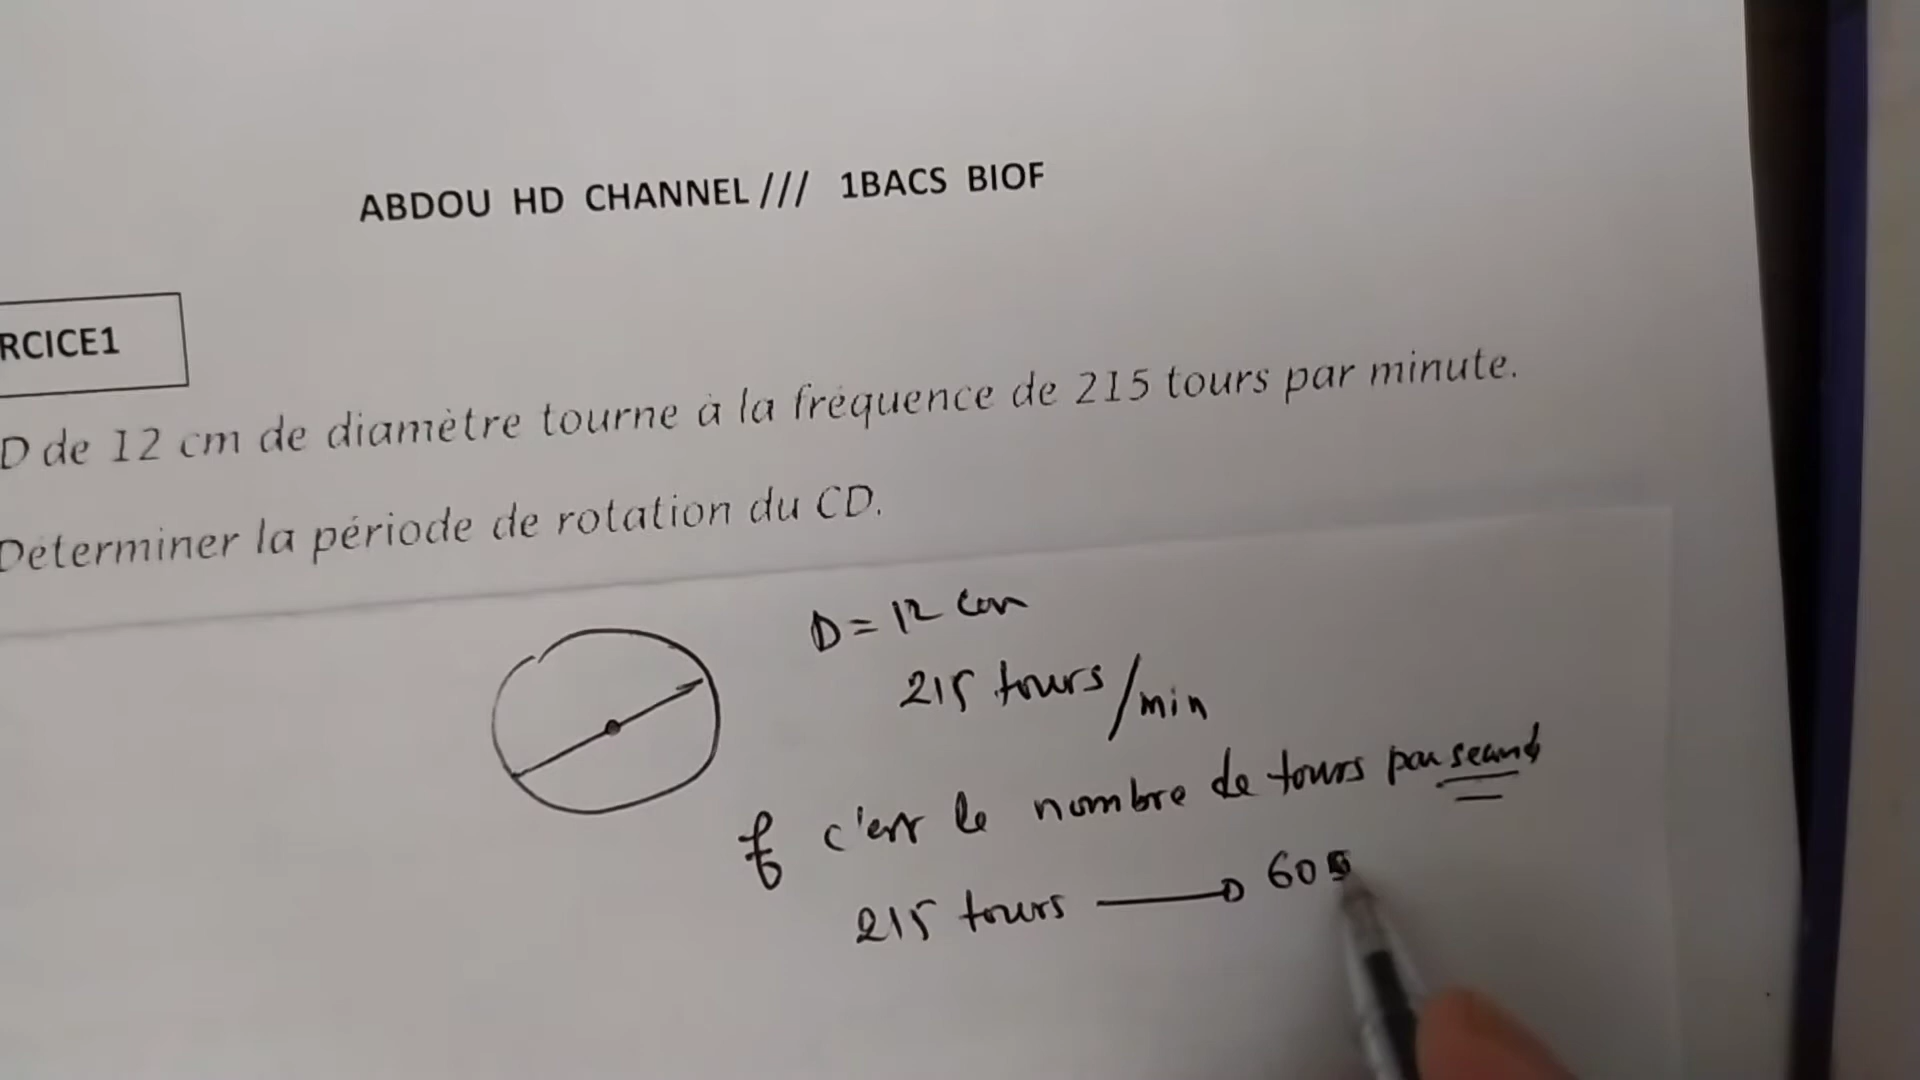 ABDOU HD CHANNEL /// 1BACS BIOF
RCICE1
D de 12 cm de diamètre tourne à la fréquence de 215 tours par minute.
Déterminer la période de rotation du CD.
D = 12 cm
215 tours/min
f c'est le nombre de tours par second
215 tours → 60 s